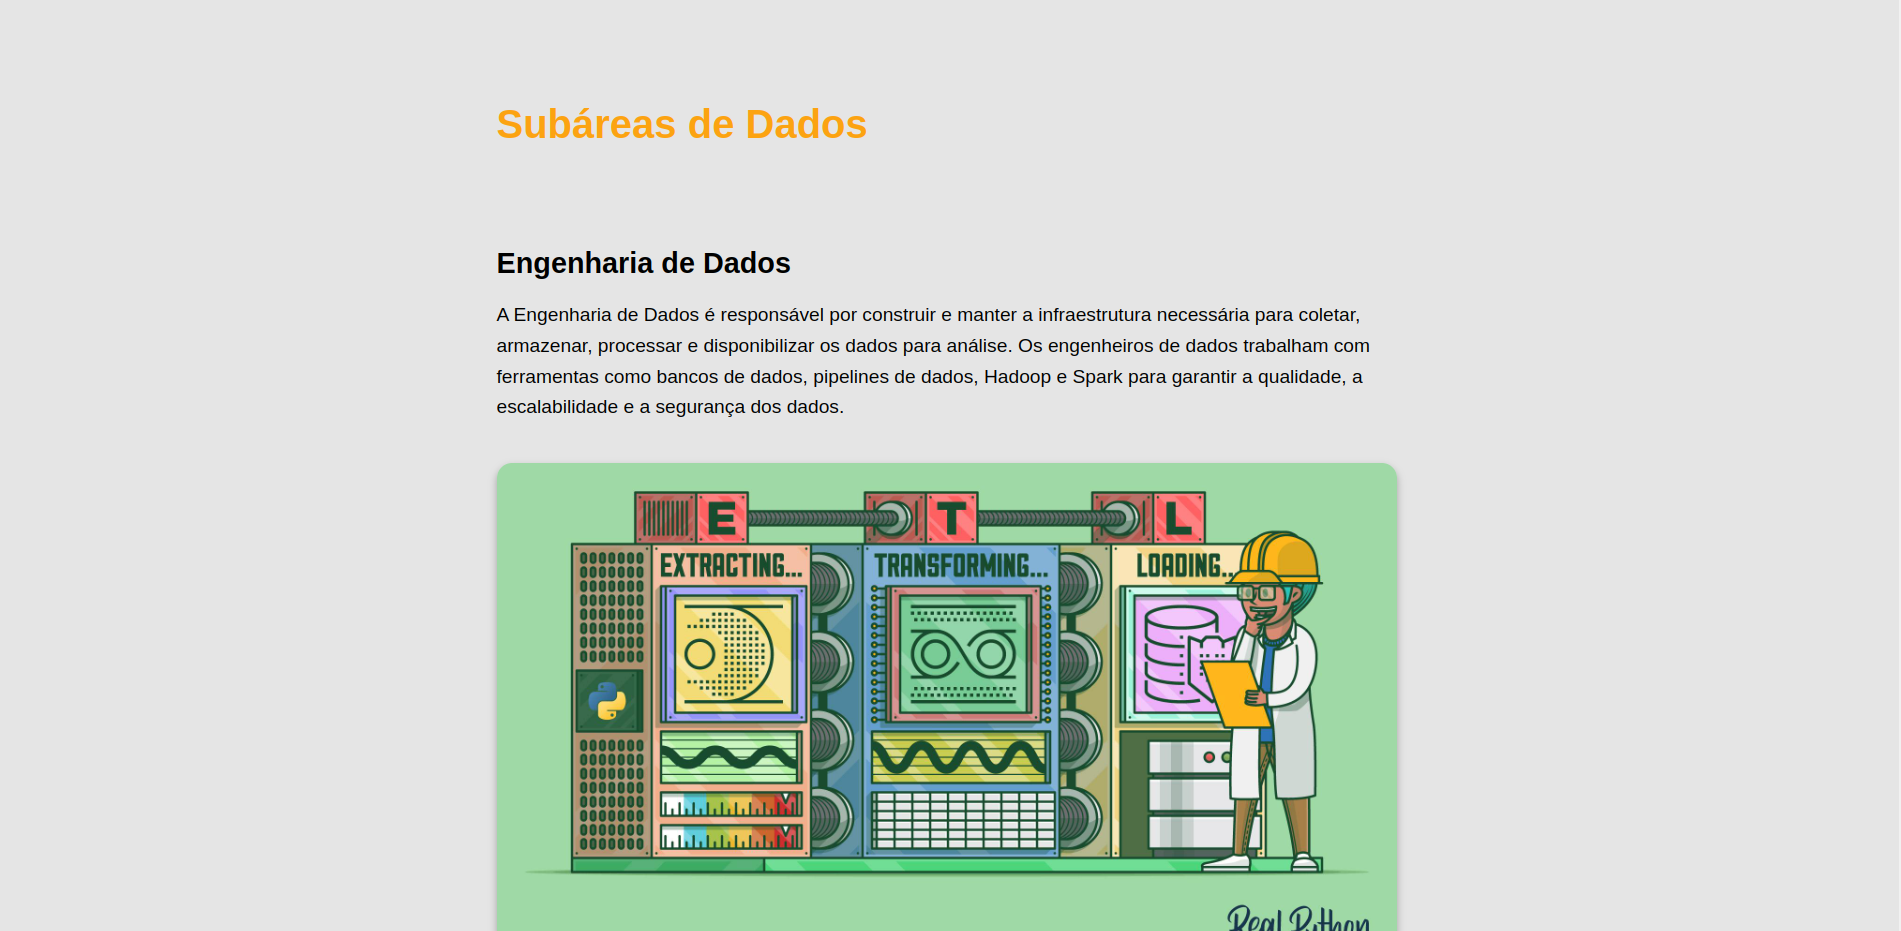 Subáreas de Dados
Engenharia de Dados
A Engenharia de Dados é responsável por construir e manter a infraestrutura necessária para coletar,
armazenar, processar e disponibilizar os dados para análise. Os engenheiros de dados trabalham com
ferramentas como bancos de dados, pipelines de dados, Hadoop e Spark para garantir a qualidade, a
escalabilidade e a segurança dos dados.
E T L
EXTRACTING... TRANSFORMING... LOADING..
Real Python